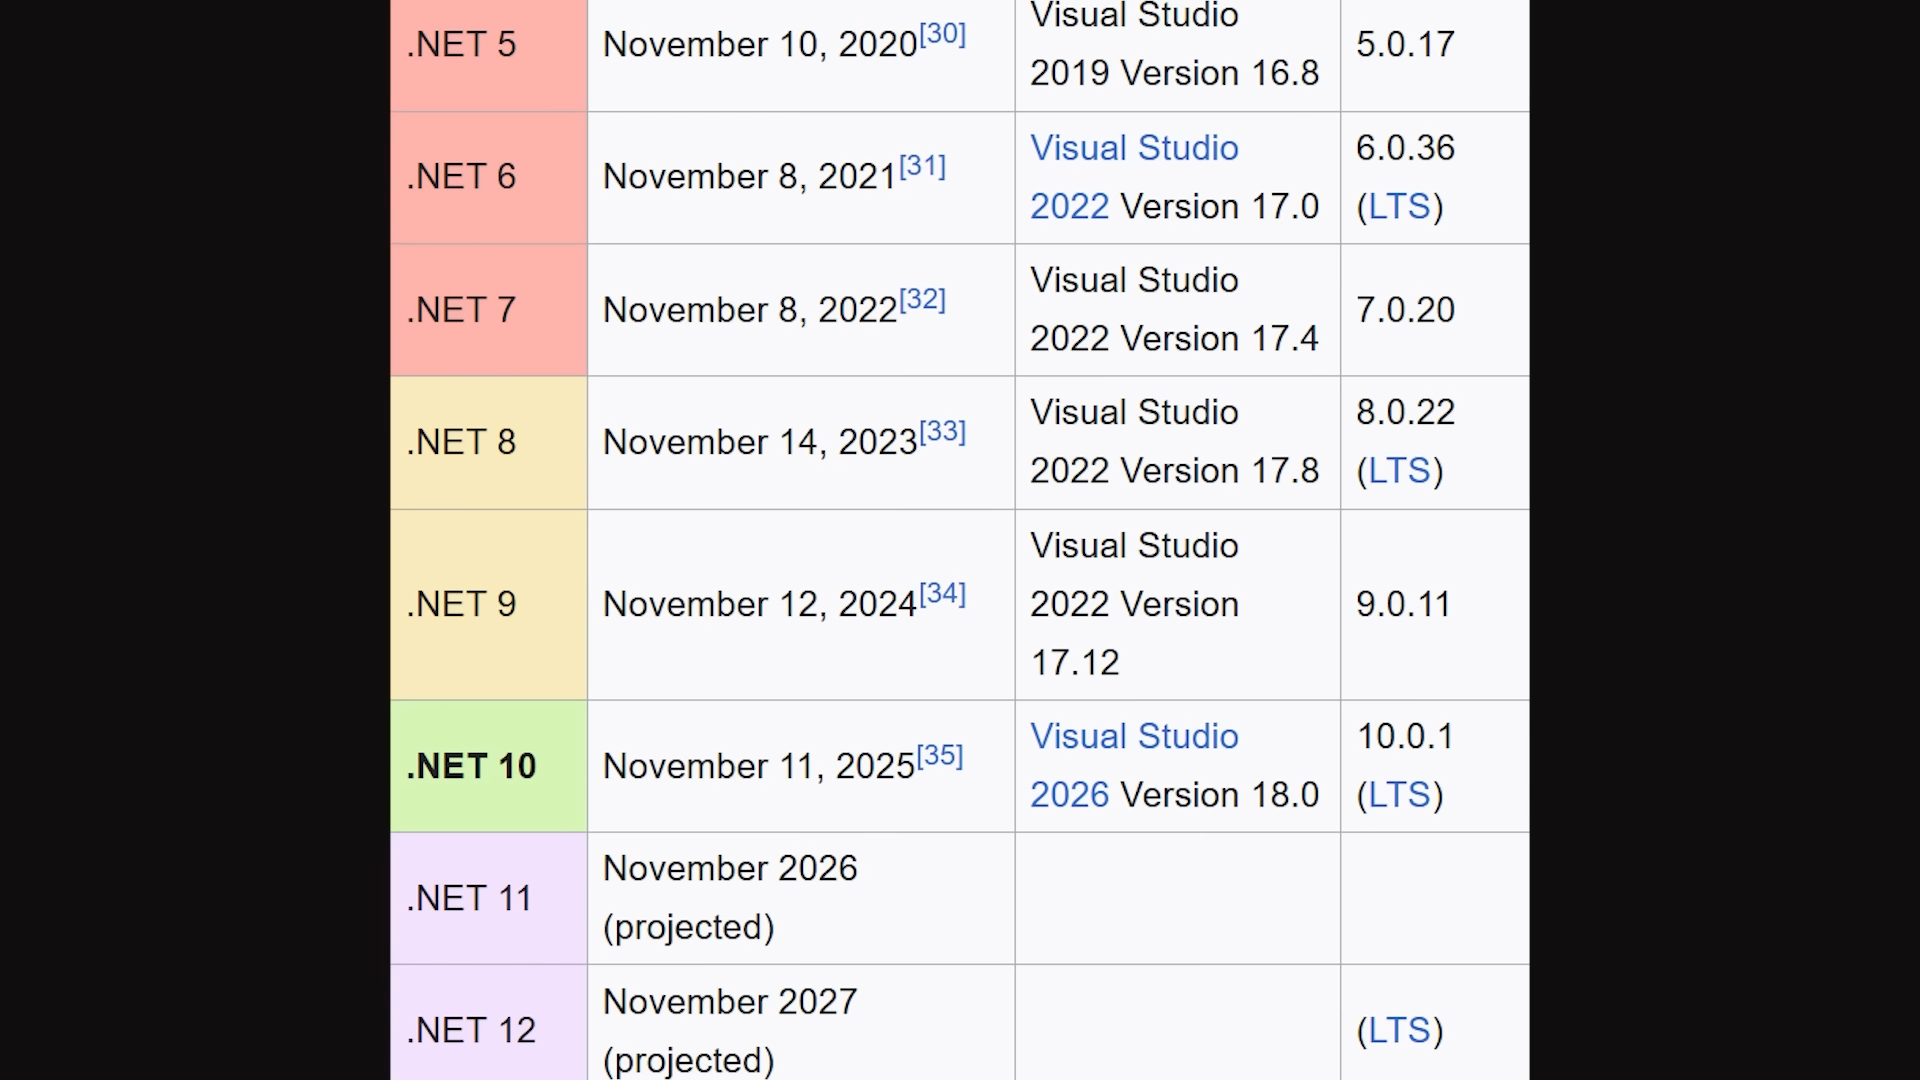 .NET 5
November 10, 2020[30]
Visual Studio
2019 Version 16.8
5.0.17
.NET 6
November 8, 2021[31]
Visual Studio
2022 Version 17.0
6.0.36
(LTS)
.NET 7
November 8, 2022[32]
Visual Studio
2022 Version 17.4
7.0.20
.NET 8
November 14, 2023[33]
Visual Studio
2022 Version 17.8
8.0.22
(LTS)
.NET 9
November 12, 2024[34]
Visual Studio
2022 Version
17.12
9.0.11
.NET 10
November 11, 2025[35]
Visual Studio
2026 Version 18.0
10.0.1
(LTS)
.NET 11
November 2026
(projected)
.NET 12
November 2027
(projected)
(LTS)